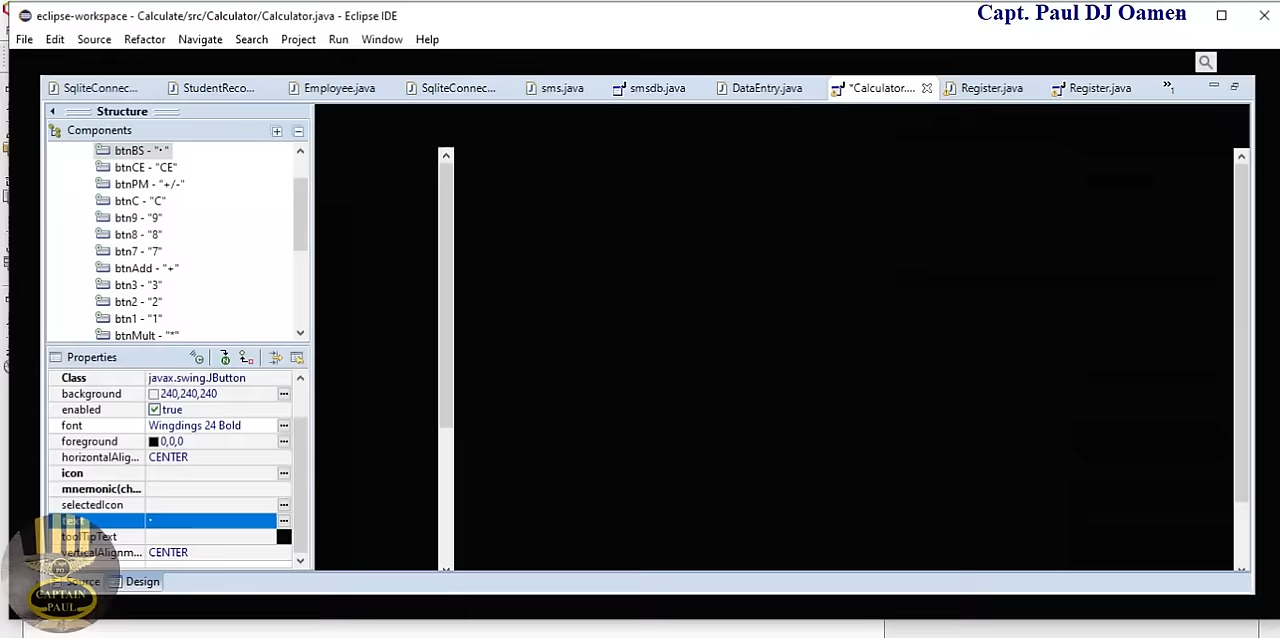 eclipse-workspace - Calculate/src/Calculator/Calculator.java - Eclipse IDE
Capt. Paul DJ Oamen
File Edit Source Refactor Navigate Search Project Run Window Help
SqliteConnec... StudentReco... Employee.java SqliteConnec... sms.java smsdb.java DataEntry.java *Calculator.... Register.java Register.java »1
Structure
Components
btnBS - "·"
btnCE - "CE"
btnPM - "+/-"
btnC - "C"
btn9 - "9"
btn8 - "8"
btn7 - "7"
btnAdd - "+"
btn3 - "3"
btn2 - "2"
btn1 - "1"
btnMult - "*"
Properties
Class javax.swing.JButton
background 240,240,240
enabled true
font Wingdings 24 Bold
foreground 0,0,0
horizontalAlig... CENTER
icon
mnemonic(ch...
selectedIcon
text ·
toolTipText
verticalAlignm... CENTER
Source Design
CAPTAIN
PAUL